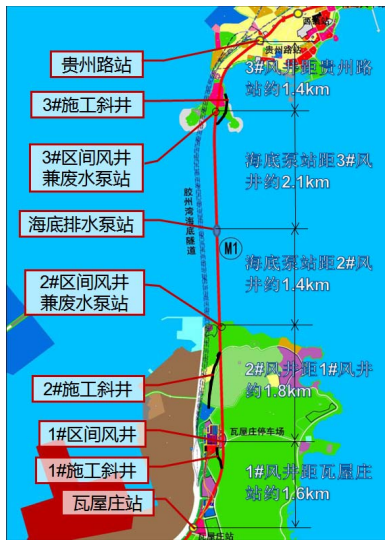 贵州路站
3#施工斜井
3#区间风井
兼废水泵站
海底排水泵站
2#区间风井
兼废水泵站
2#施工斜井
1#区间风井
1#施工斜井
瓦屋庄站
贵州路站
3#风井距贵州路
站约1.4km
胶州湾海底隧道
海底泵站距3#风
井约2.1km
M1
海底泵站距2#风
井约1.4km
2#风井距1#风井
约1.8km
瓦屋庄停车场
1#风井距瓦屋庄
站约1.6km
瓦屋庄站